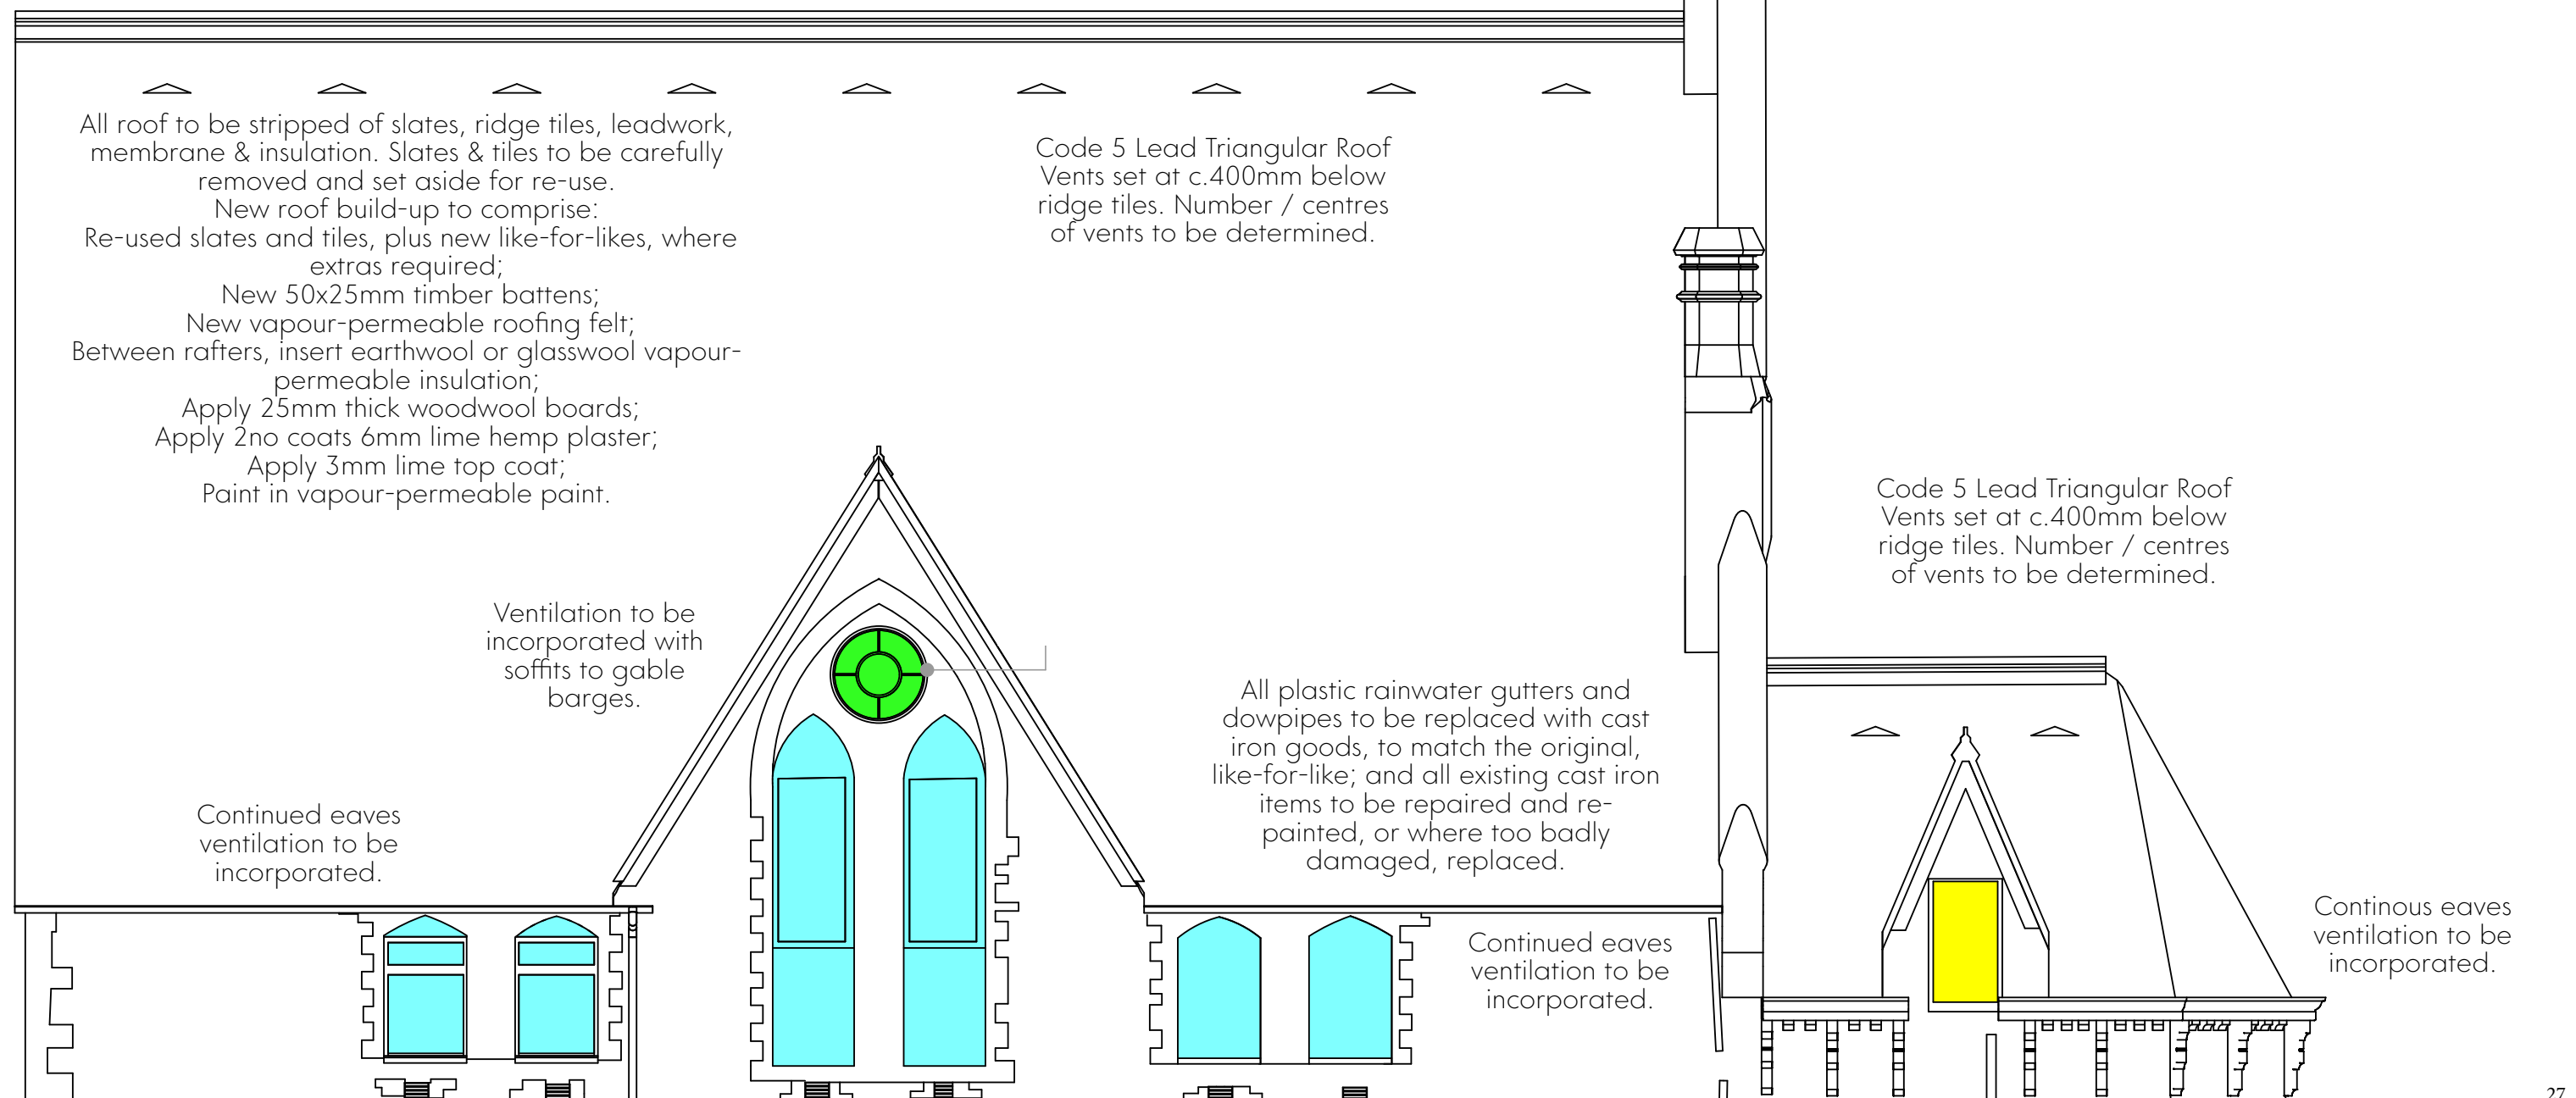 All roof to be stripped of slates, ridge tiles, leadwork,
membrane & insulation. Slates & tiles to be carefully
removed and set aside for re-use.
New roof build-up to comprise:
Re-used slates and tiles, plus new like-for-likes, where
extras required;
New 50x25mm timber battens;
New vapour-permeable roofing felt;
Between rafters, insert earthwool or glasswool vapour-
permeable insulation;
Apply 25mm thick woodwool boards;
Apply 2no coats 6mm lime hemp plaster;
Apply 3mm lime top coat;
Paint in vapour-permeable paint.
Code 5 Lead Triangular Roof
Vents set at c.400mm below
ridge tiles. Number / centres
of vents to be determined.
Code 5 Lead Triangular Roof
Vents set at c.400mm below
ridge tiles. Number / centres
of vents to be determined.
Ventilation to be
incorporated with
soffits to gable
barges.
All plastic rainwater gutters and
dowpipes to be replaced with cast
iron goods, to match the original,
like-for-like; and all existing cast iron
items to be repaired and re-
painted, or where too badly
damaged, replaced.
Continued eaves
ventilation to be
incorporated.
Continued eaves
ventilation to be
incorporated.
Continous eaves
ventilation to be
incorporated.
27